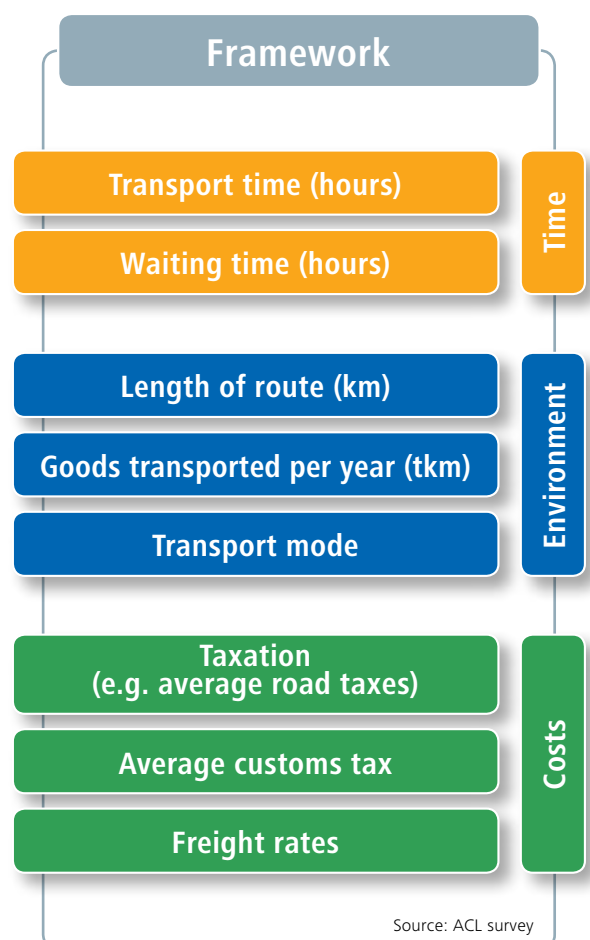 Framework
Transport time (hours)
Waiting time (hours)
Time
Length of route (km)
Goods transported per year (tkm)
Transport mode
Environment
Taxation
(e.g. average road taxes)
Average customs tax
Freight rates
Costs
Source: ACL survey